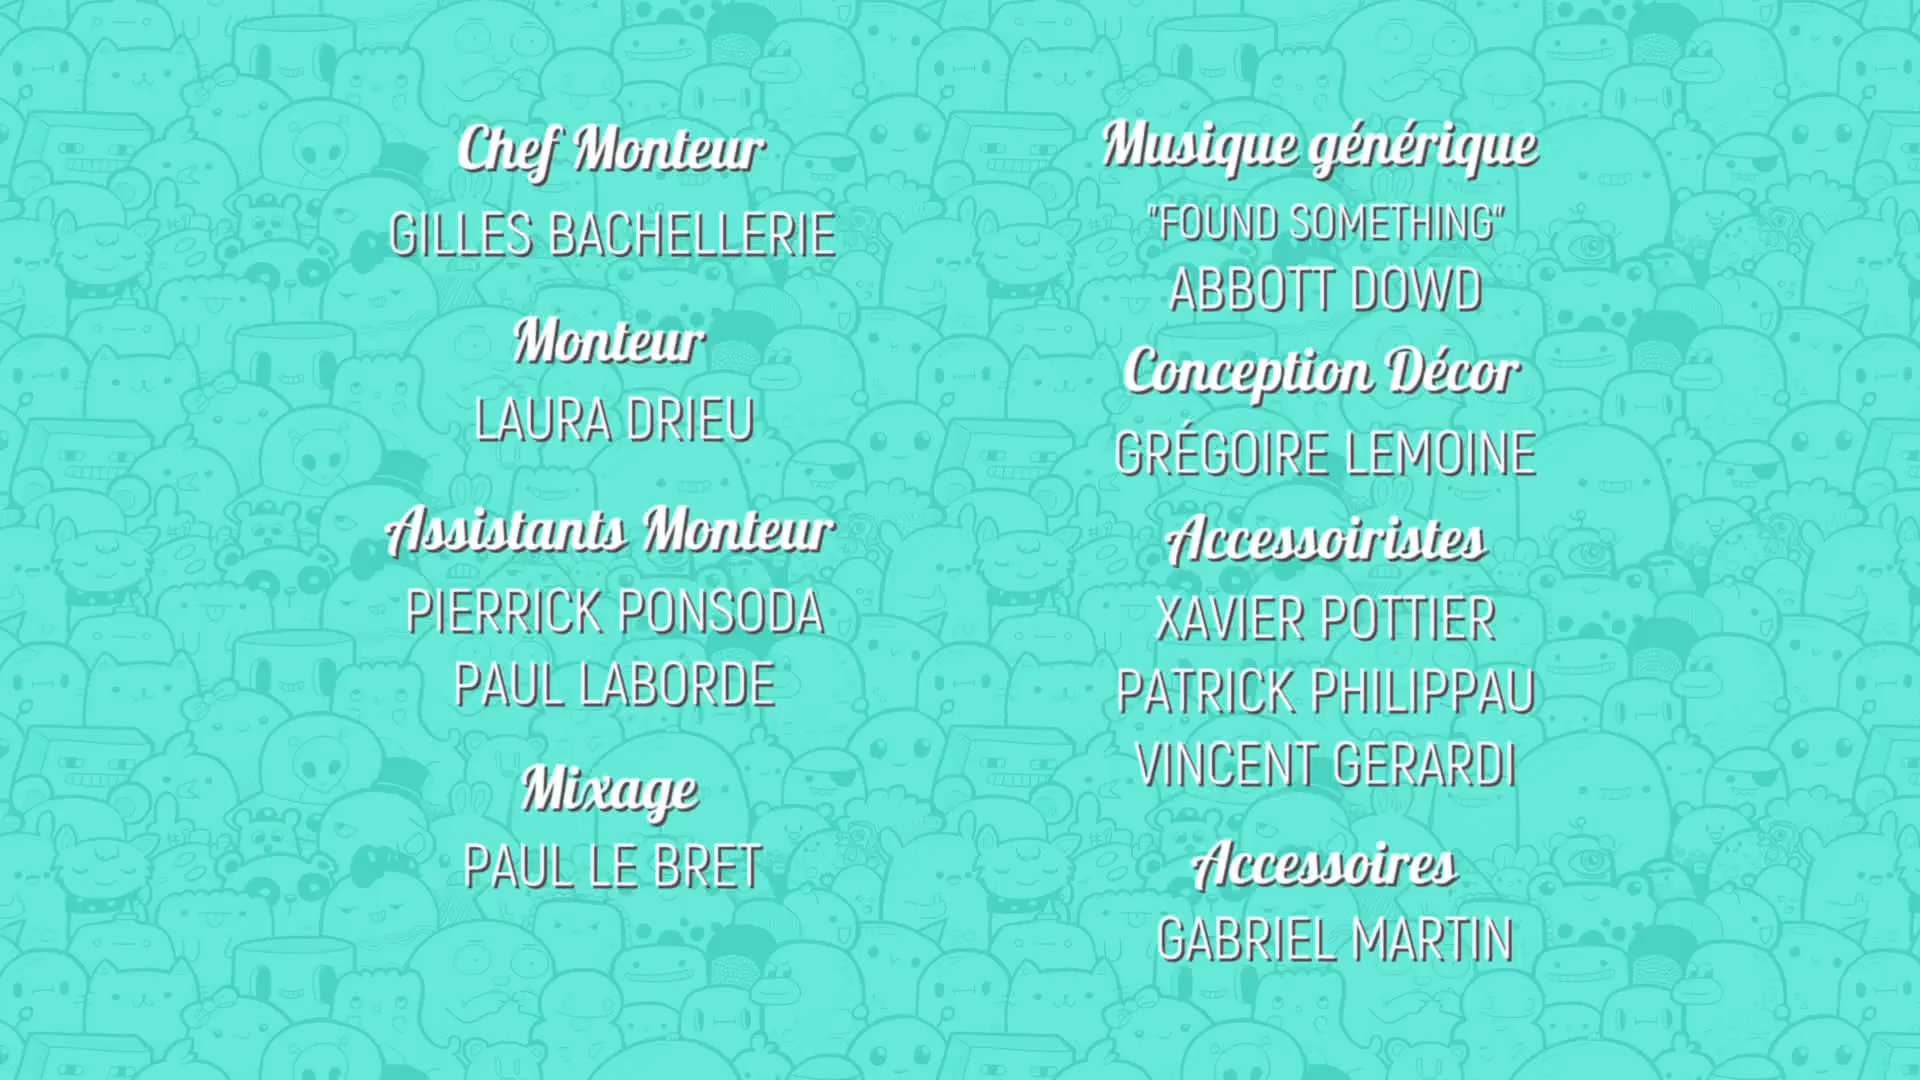 Chef Monteur
GILLES BACHELLERIE
Monteur
LAURA DRIEU
Assistants Monteur
PIERRICK PONSODA
PAUL LABORDE
Mixage
PAUL LE BRET
Musique générique
"FOUND SOMETHING"
ABBOTT DOWD
Conception Décor
GRÉGOIRE LEMOINE
Accessoiristes
XAVIER POTTIER
PATRICK PHILIPPAU
VINCENT GERARDI
Accessoires
GABRIEL MARTIN